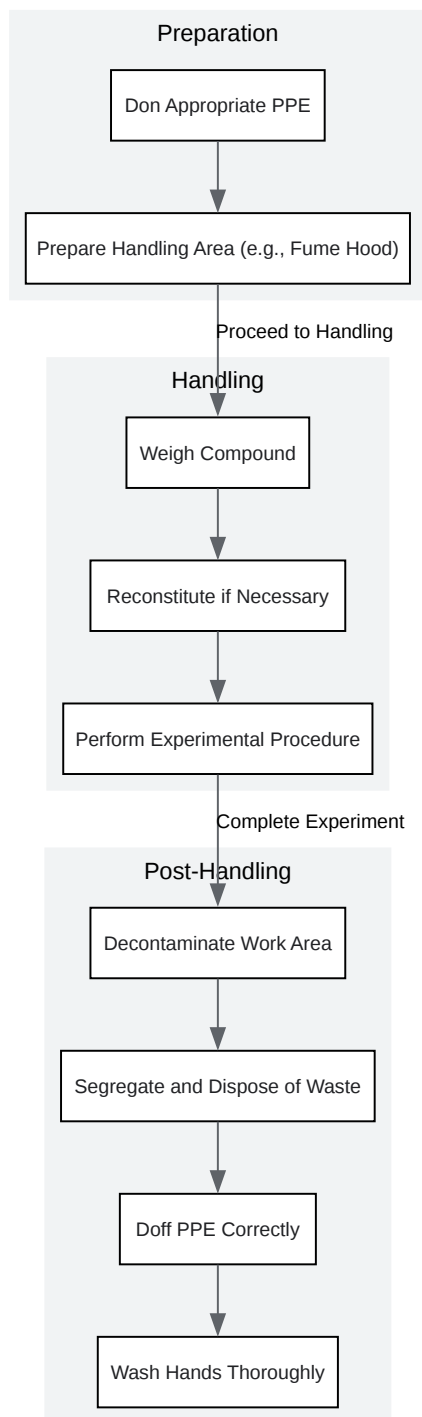 Preparation
Don Appropriate PPE
Prepare Handling Area (e.g., Fume Hood)
Proceed to Handling
Handling
Weigh Compound
Reconstitute if Necessary
Perform Experimental Procedure
Complete Experiment
Post-Handling
Decontaminate Work Area
Segregate and Dispose of Waste
Doff PPE Correctly
Wash Hands Thoroughly